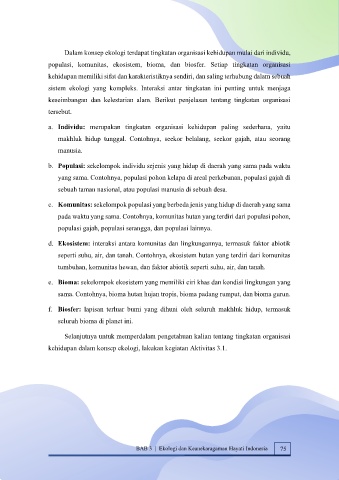 Dalam konsep ekologi terdapat tingkatan organisasi kehidupan mulai dari individu,
populasi, komunitas, ekosistem, bioma, dan biosfer. Setiap tingkatan organisasi
kehidupan memiliki sifat dan karakteristiknya sendiri, dan saling terhubung dalam sebuah
sistem ekologi yang kompleks. Interaksi antar tingkatan ini penting untuk menjaga
keseimbangan dan kelestarian alam. Berikut penjelasan tentang tingkatan organisasi
tersebut.
a. Individu: merupakan tingkatan organisasi kehidupan paling sederhana, yaitu
makhluk hidup tunggal. Contohnya, seekor belalang, seekor gajah, atau seorang
manusia.
b. Populasi: sekelompok individu sejenis yang hidup di daerah yang sama pada waktu
yang sama. Contohnya, populasi pohon kelapa di areal perkebunan, populasi gajah di
sebuah taman nasional, atau populasi manusia di sebuah desa.
c. Komunitas: sekelompok populasi yang berbeda jenis yang hidup di daerah yang sama
pada waktu yang sama. Contohnya, komunitas hutan yang terdiri dari populasi pohon,
populasi gajah, populasi serangga, dan populasi lainnya.
d. Ekosistem: interaksi antara komunitas dan lingkungannya, termasuk faktor abiotik
seperti suhu, air, dan tanah. Contohnya, ekosistem hutan yang terdiri dari komunitas
tumbuhan, komunitas hewan, dan faktor abiotik seperti suhu, air, dan tanah.
e. Bioma: sekelompok ekosistem yang memiliki ciri khas dan kondisi lingkungan yang
sama. Contohnya, bioma hutan hujan tropis, bioma padang rumput, dan bioma gurun.
f. Biosfer: lapisan terluar bumi yang dihuni oleh seluruh makhluk hidup, termasuk
seluruh bioma di planet ini.
Selanjutnya untuk memperdalam pengetahuan kalian tentang tingkatan organisasi
kehidupan dalam konsep ekologi, lakukan kegiatan Aktivitas 3.1.
BAB 3 | Ekologi dan Keanekaragaman Hayati Indonesia 75